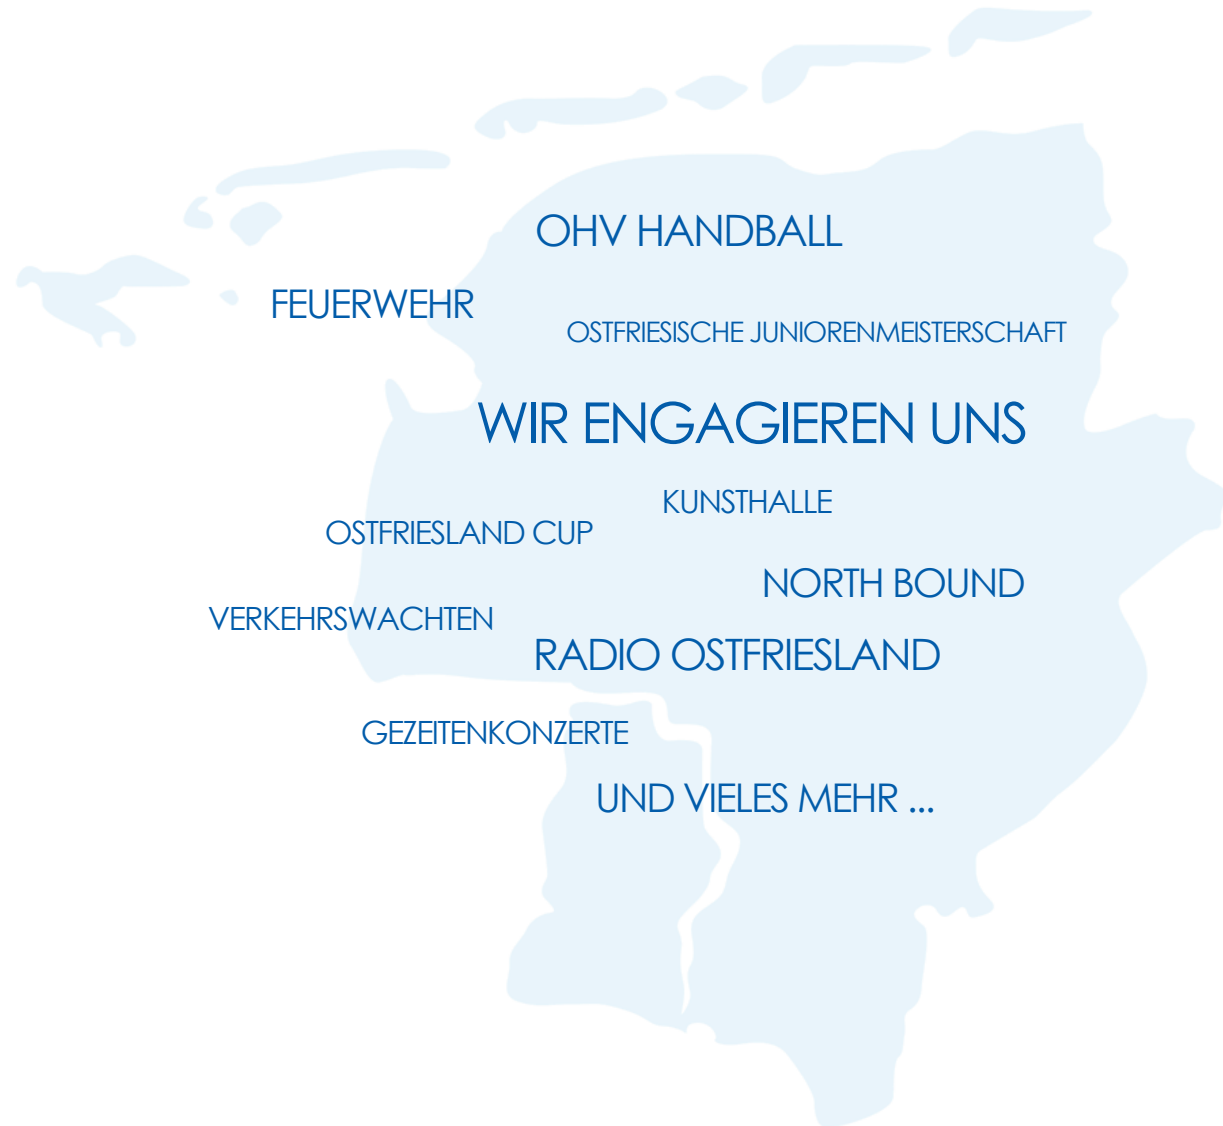 OHV HANDBALL
FEUERWEHR
OSTFRIESISCHE JUNIORENMEISTERSCHAFT
WIR ENGAGIEREN UNS
KUNSTHALLE
OSTFRIESLAND CUP
NORTH BOUND
VERKEHRSWACHTEN
RADIO OSTFRIESLAND
GEZEITENKONZERTE
UND VIELES MEHR ...